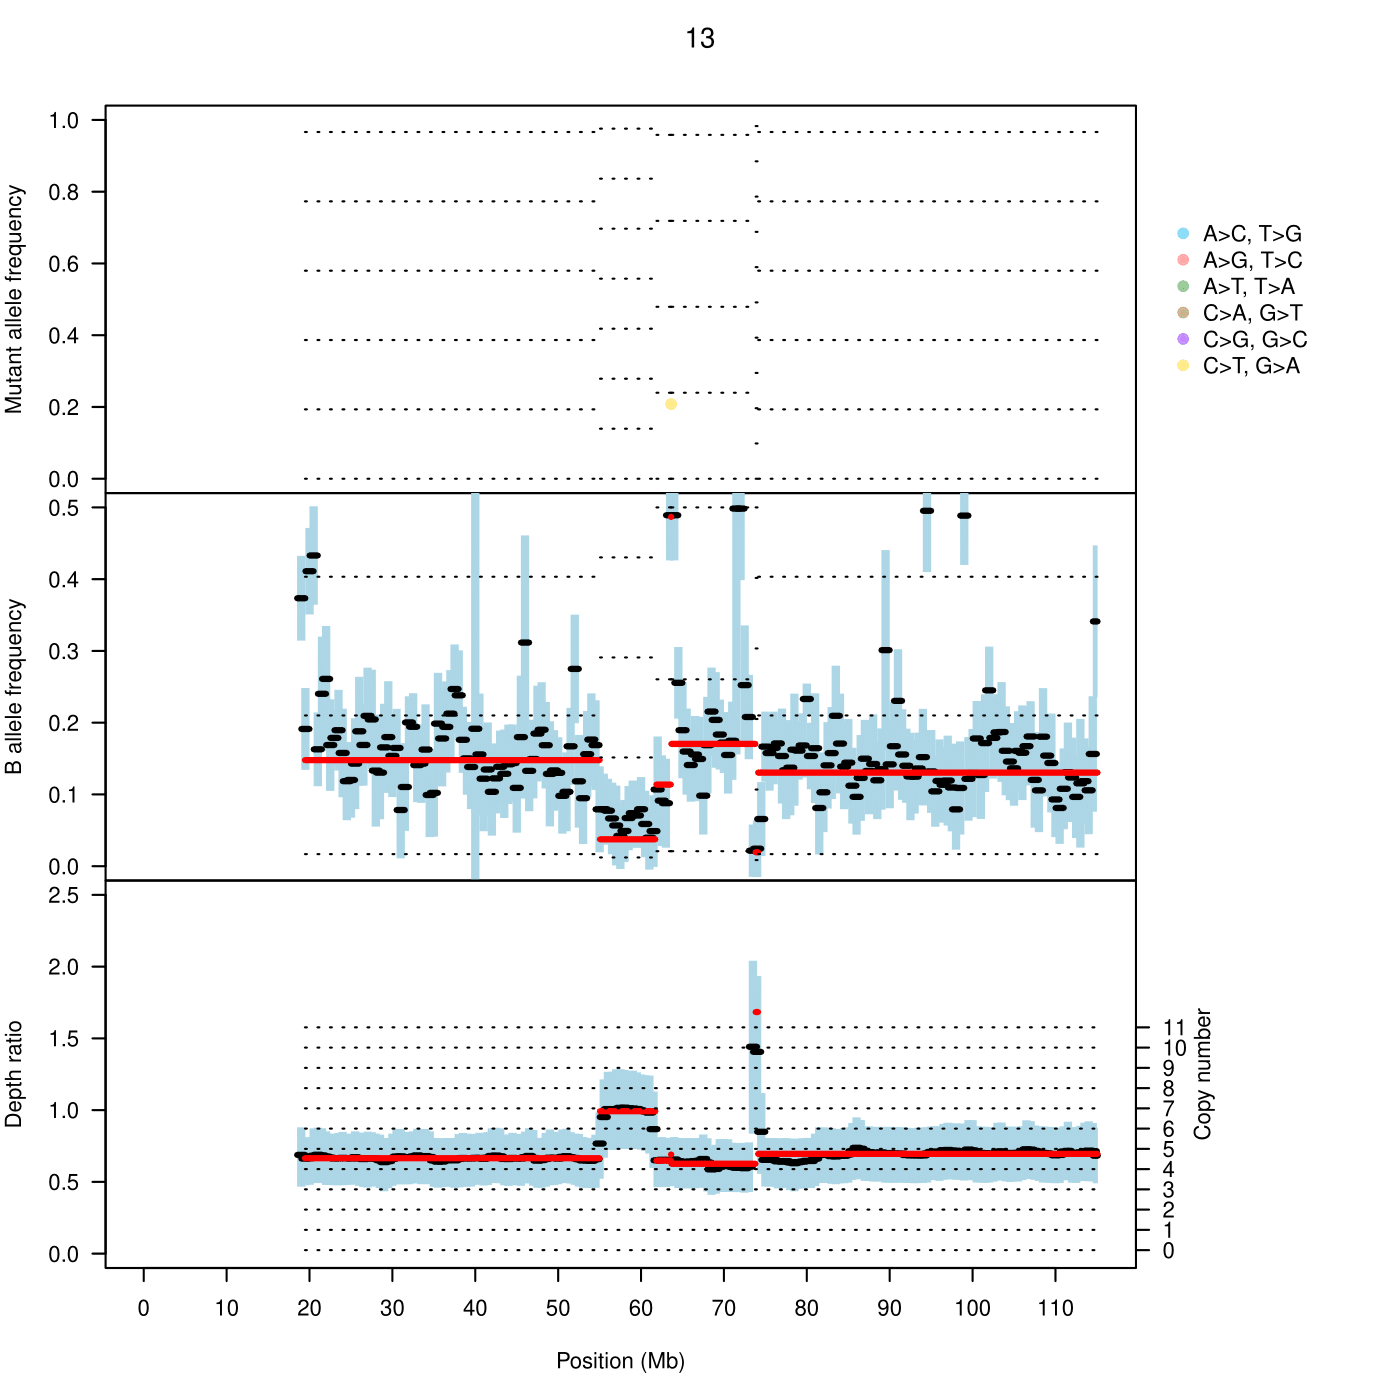 13
Mutant allele frequency
1.0
0.8
0.6
0.4
0.2
0.0
A>C, T>G
A>G, T>C
A>T, T>A
C>A, G>T
C>G, G>C
C>T, G>A
B allele frequency
0.5
0.4
0.3
0.2
0.1
0.0
Depth ratio
2.5
2.0
1.5
1.0
0.5
0.0
11
10
9
8
7
6
5
4
3
2
1
0
Copy number
0 10 20 30 40 50 60 70 80 90 100 110
Position (Mb)